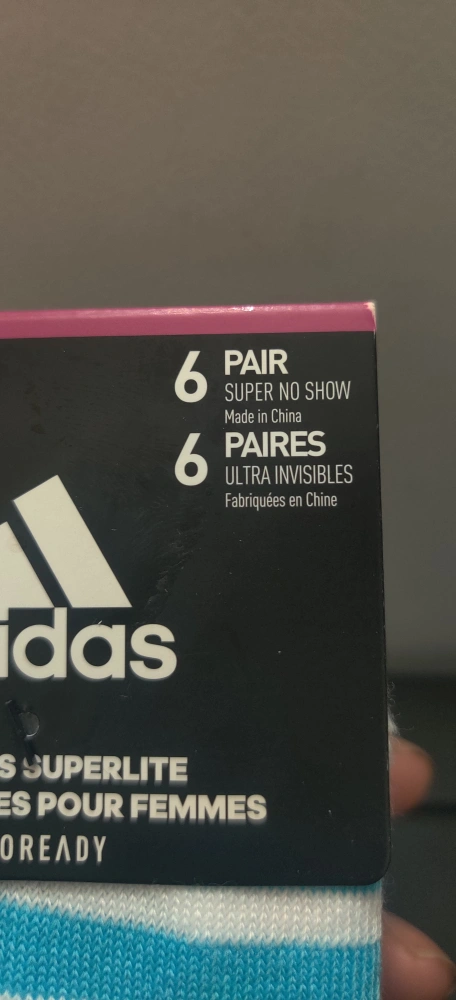 6 PAIR
SUPER NO SHOW
Made in China
6 PAIRES
ULTRA INVISIBLES
Fabriquées en Chine
idas
S SUPERLITE
ES POUR FEMMES
OREADY